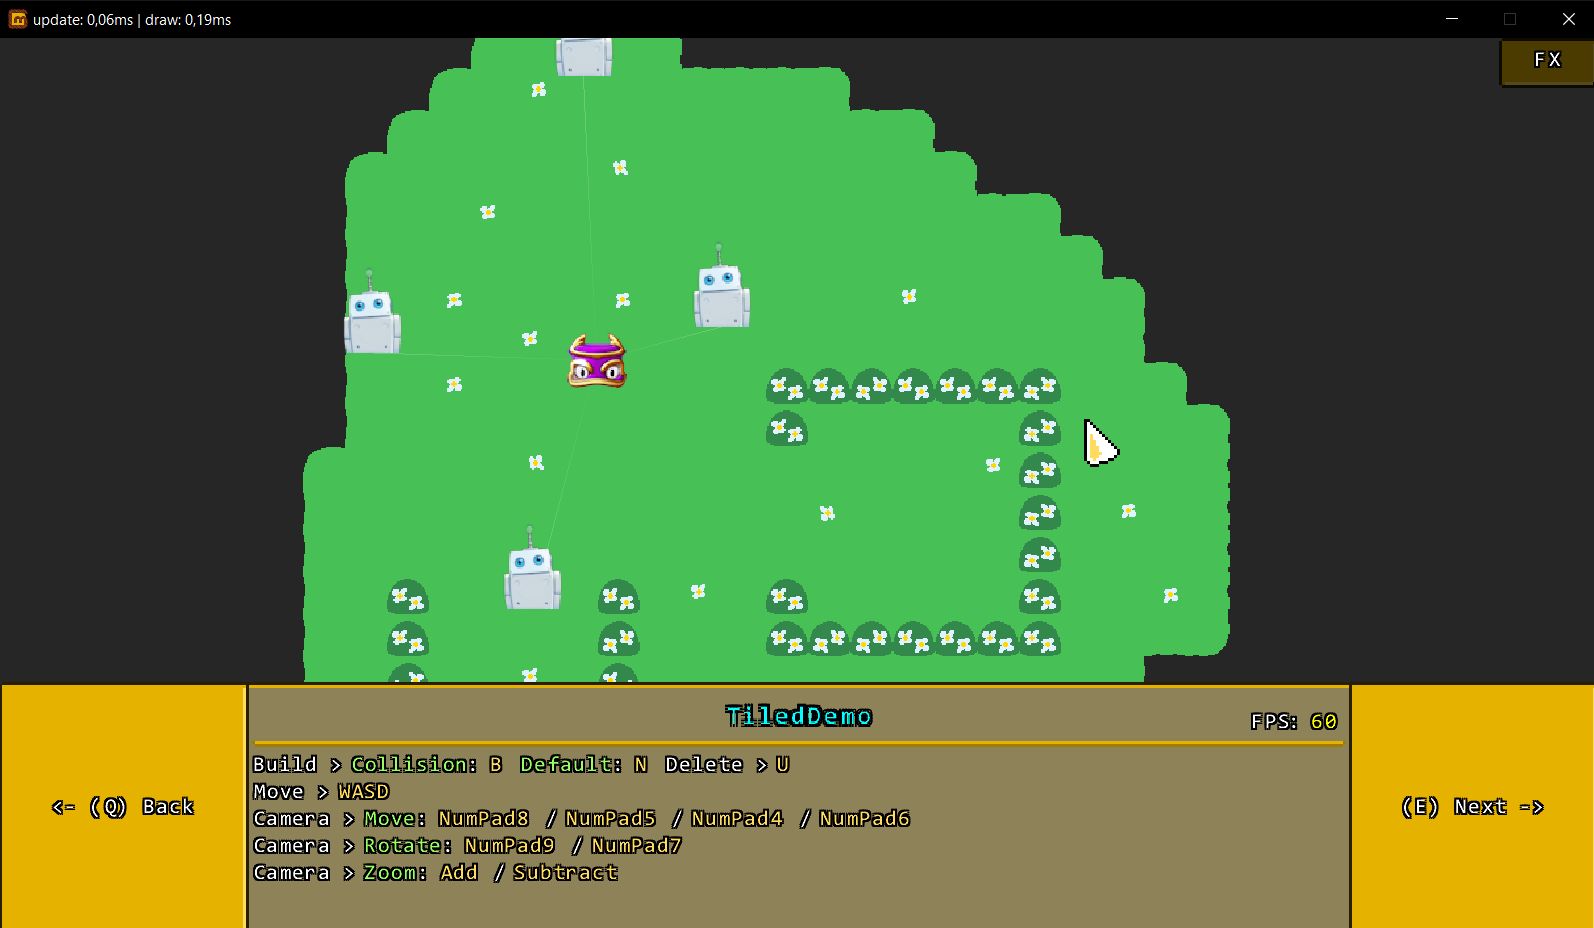 update: 0,06ms | draw: 0,19ms
FX
TiledDemo
FPS: 60
Build > Collision: B Default: N Delete > U
Move > WASD
Camera > Move: NumPad8 / NumPad5 / NumPad4 / NumPad6
Camera > Rotate: NumPad9 / NumPad7
Camera > Zoom: Add / Subtract
<- (Q) Back
(E) Next ->